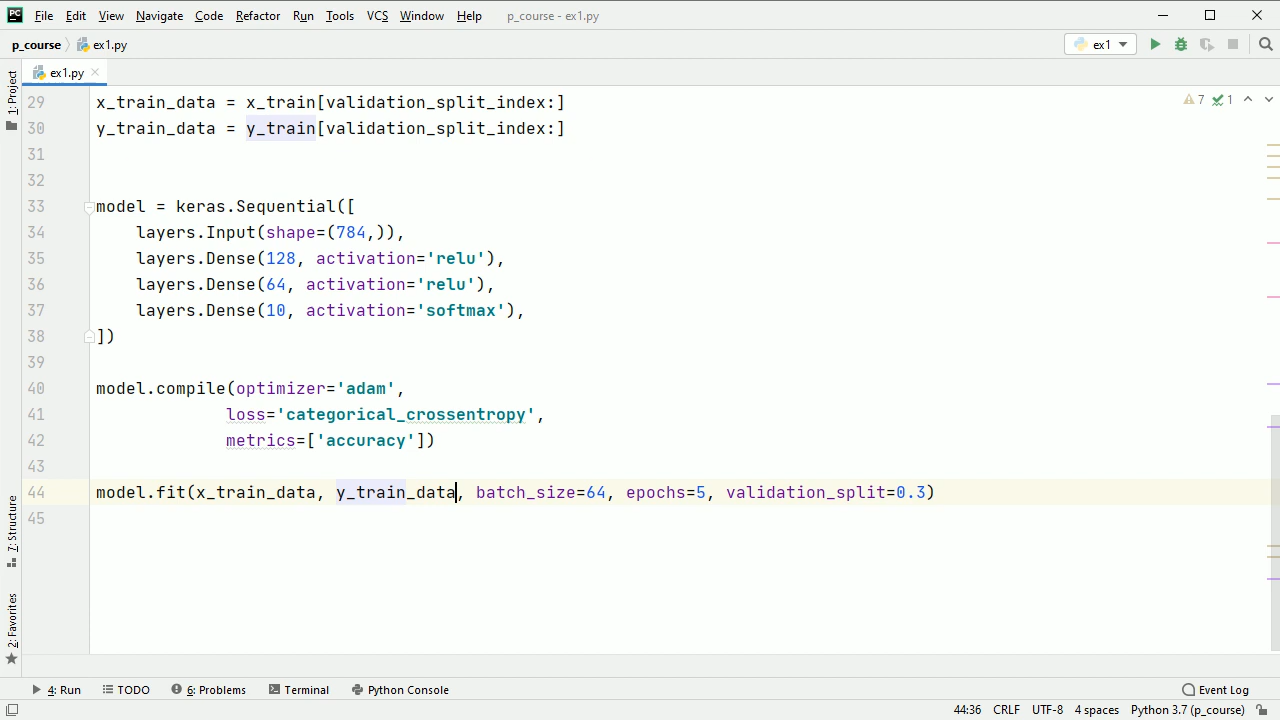 PC File Edit View Navigate Code Refactor Run Tools VCS Window Help p_course - ex1.py
p_course ex1.py ex1
ex1.py
1: Project
29 x_train_data = x_train[validation_split_index:]
7 1
30 y_train_data = y_train[validation_split_index:]
31
32
33 model = keras.Sequential([
34 layers.Input(shape=(784,)),
35 layers.Dense(128, activation='relu'),
36 layers.Dense(64, activation='relu'),
37 layers.Dense(10, activation='softmax'),
38 ])
39
40 model.compile(optimizer='adam',
41 loss='categorical_crossentropy',
42 metrics=['accuracy'])
43
44 model.fit(x_train_data, y_train_data, batch_size=64, epochs=5, validation_split=0.3)
45
7: Structure
2: Favorites
4: Run TODO 6: Problems Terminal Python Console Event Log
44:36 CRLF UTF-8 4 spaces Python 3.7 (p_course)